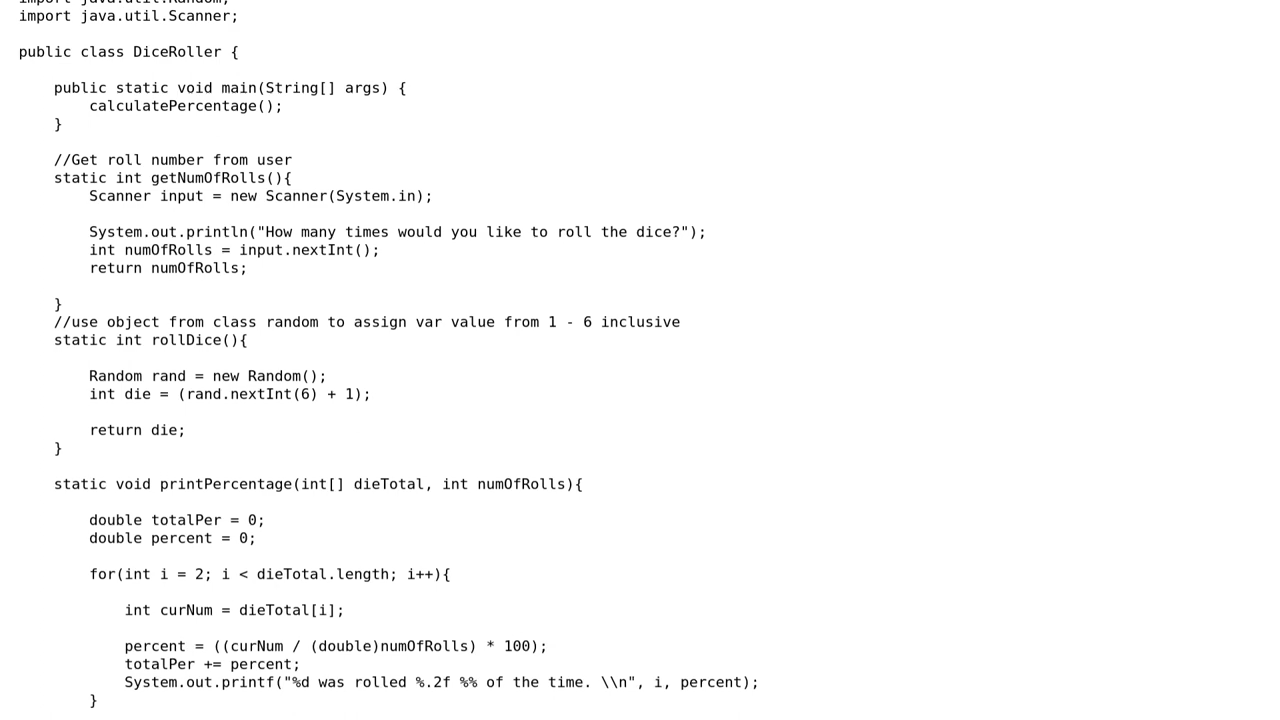 import java.util.Random;
import java.util.Scanner;
public class DiceRoller {
public static void main(String[] args) {
calculatePercentage();
}
//Get roll number from user
static int getNumOfRolls(){
Scanner input = new Scanner(System.in);
System.out.println("How many times would you like to roll the dice?");
int numOfRolls = input.nextInt();
return numOfRolls;
}
//use object from class random to assign var value from 1 - 6 inclusive
static int rollDice(){
Random rand = new Random();
int die = (rand.nextInt(6) + 1);
return die;
}
static void printPercentage(int[] dieTotal, int numOfRolls){
double totalPer = 0;
double percent = 0;
for(int i = 2; i < dieTotal.length; i++){
int curNum = dieTotal[i];
percent = ((curNum / (double)numOfRolls) * 100);
totalPer += percent;
System.out.printf("%d was rolled %.2f %% of the time. \\n", i, percent);
}